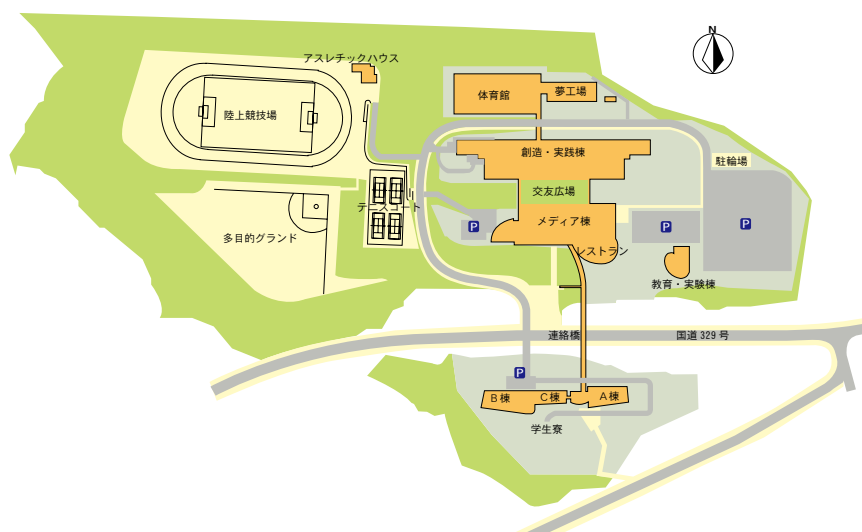 N
アスレチックハウス
体育館
夢工場
陸上競技場
創造・実践棟
駐輪場
交友広場
テニスコート
メディア棟
P
P
P
多目的グランド
レストラン
教育・実験棟
連絡橋
国道 329 号
P
B 棟
C 棟
A 棟
学生寮